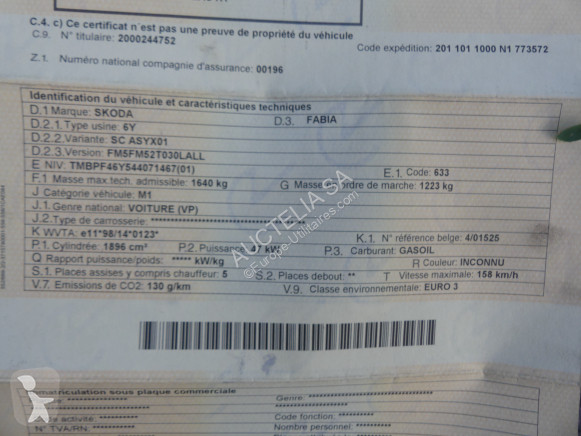 C.4. c) Ce certificat n'est pas une preuve de propriété du véhicule
C.9. N° titulaire: 2000244752
Code expédition: 201 101 1000 N1 773572
Z.1. Numéro national compagnie d'assurance: 00196
Identification du véhicule et caractéristiques techniques
D.1 Marque: SKODA
D.3. FABIA
D.2.1. Type usine: 6Y
D.2.2. Variante: SC ASYX01
D.2.3. Version: FM5FM52T030LALL
E NIV: TMBPF46Y544071467(01)
E.1. Code: 633
F.1 Masse max.tech. admissible: 1640 kg
G Masse en ordre de marche: 1223 kg
J Catégorie véhicule: M1
J.1. Genre national: VOITURE (VP)
J.2. Type de carrosserie: **********
K WVTA: e11*98/14*0123*
K.1. N° référence belge: 4/01525
P.1. Cylindrée: 1896 cm³
P.2. Puissance: 47 kW
P.3. Carburant: GASOIL
Q Rapport puissance/poids: ***** kW/kg
R Couleur: INCONNU
S.1. Places assises y compris chauffeur: 5
S.2. Places debout: **
T Vitesse maximale: 158 km/h
V.7. Emissions de CO2: 130 g/km
V.9. Classe environnementale: EURO 3
AUCTELIA SA
© Europe-Utilitaires.com
matriculation sous plaque commerciale
Genre: **********
Code fonction: **********
activité: **********
Nombre personnel: **********
N° TVA/RN: **********